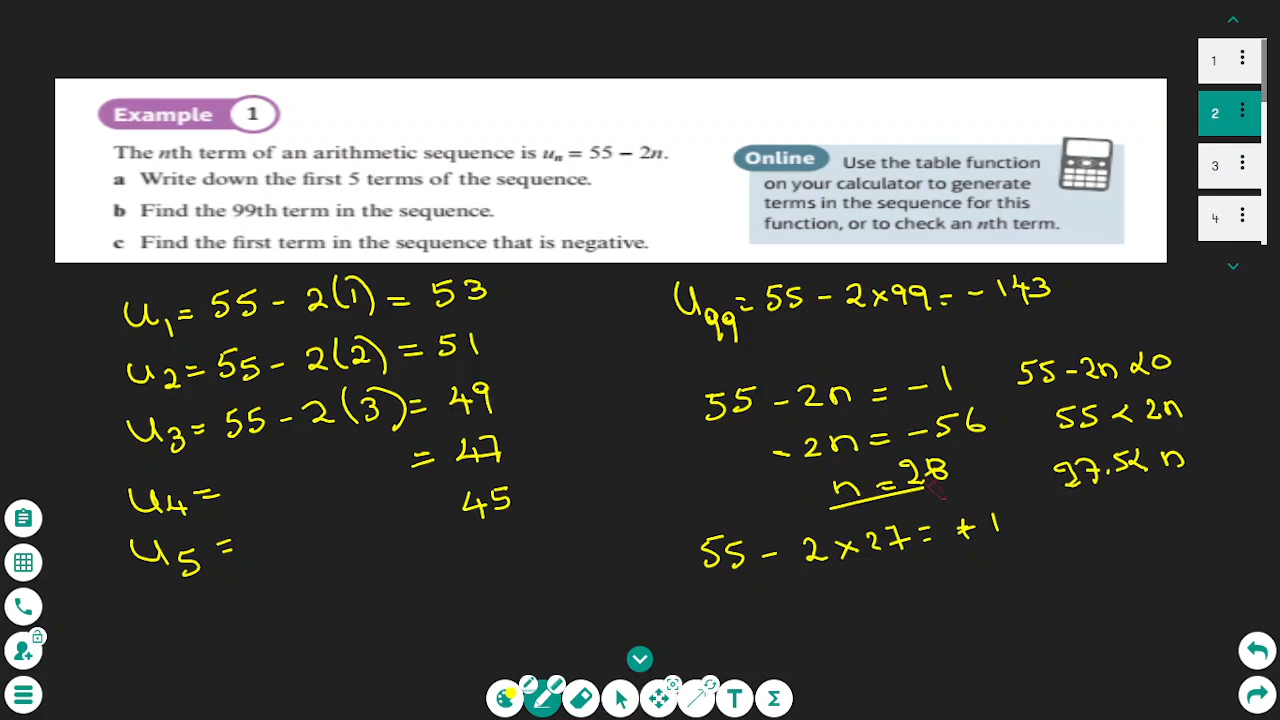 Example 1
The nth term of an arithmetic sequence is uₙ = 55 − 2n.
a Write down the first 5 terms of the sequence.
b Find the 99th term in the sequence.
c Find the first term in the sequence that is negative.
Online Use the table function
on your calculator to generate
terms in the sequence for this
function, or to check an nth term.
U₁ = 55 - 2(1) = 53
U₂ = 55 - 2(2) = 51
U₃ = 55 - 2(3) = 49
= 47
U₄ =
45
U₅ =
U₉₉ = 55 - 2×99 = -143
55 - 2n = -1
-2n = -56
n = 28
55 - 2×27 = +1
55 - 2n < 0
55 < 2n
27.5 < n
1
2
3
4
T
Σ